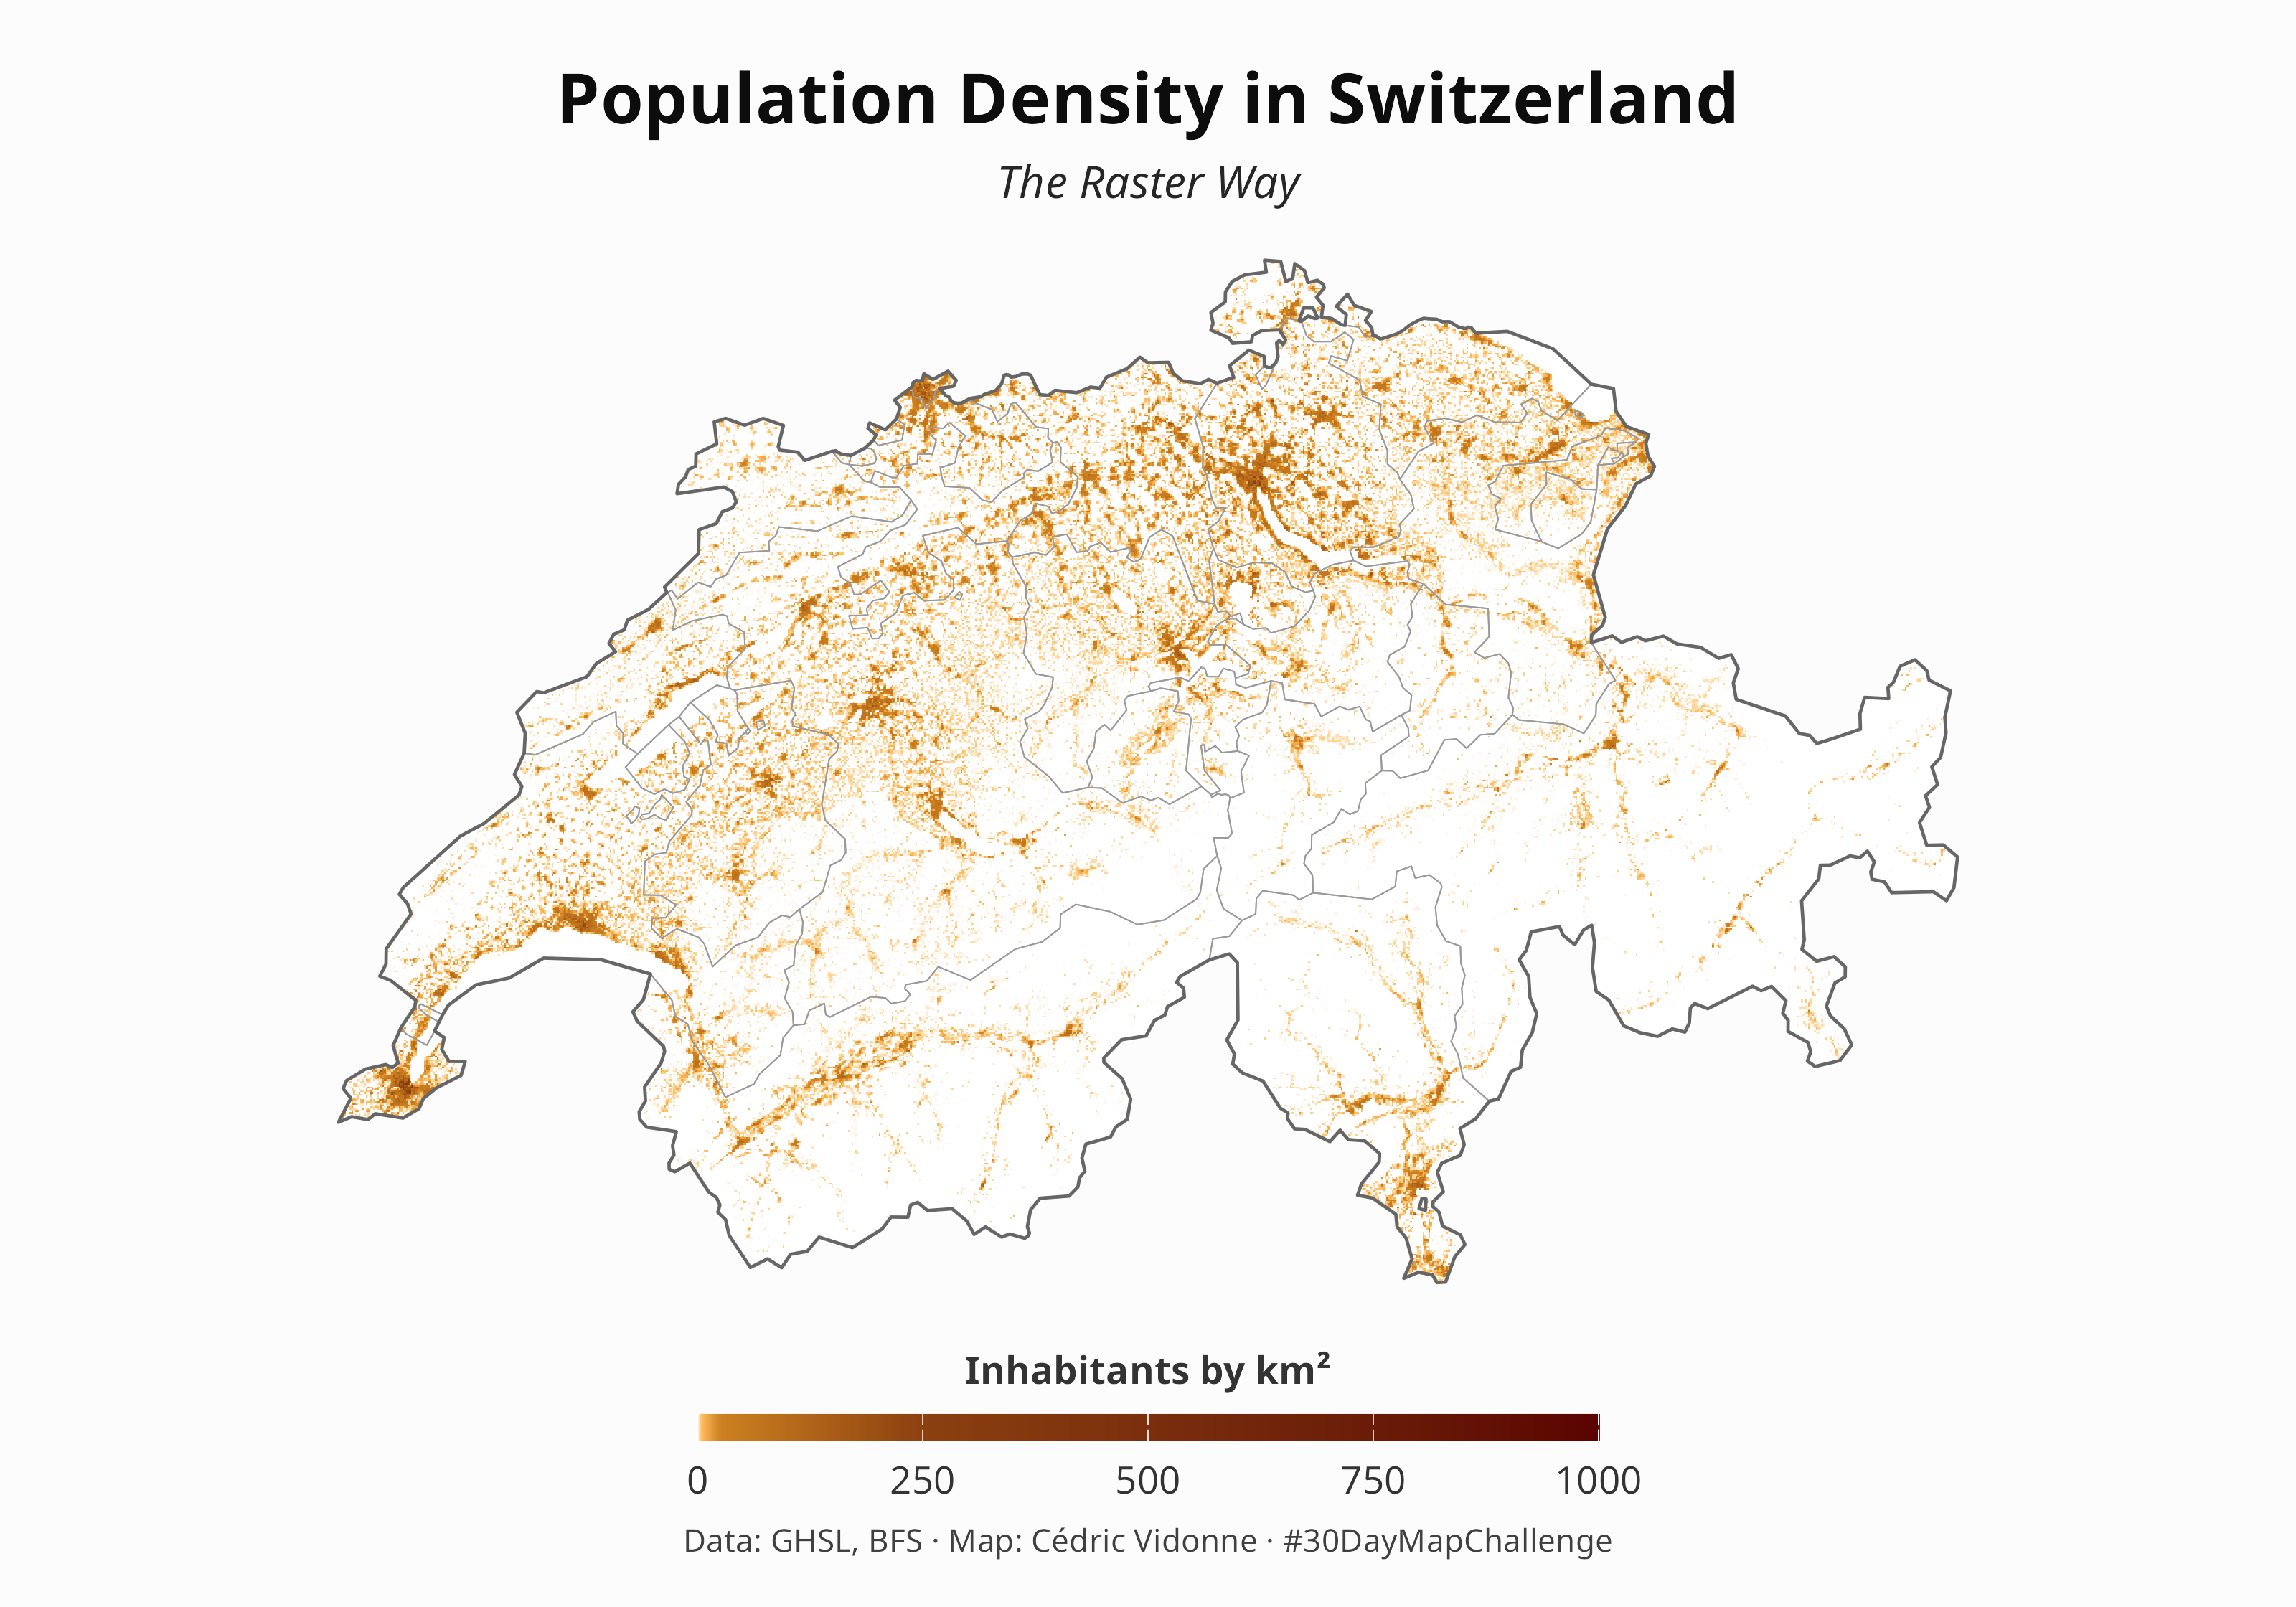 Population Density in Switzerland
The Raster Way
Inhabitants by km²
0 250 500 750 1000
Data: GHSL, BFS · Map: Cédric Vidonne · #30DayMapChallenge